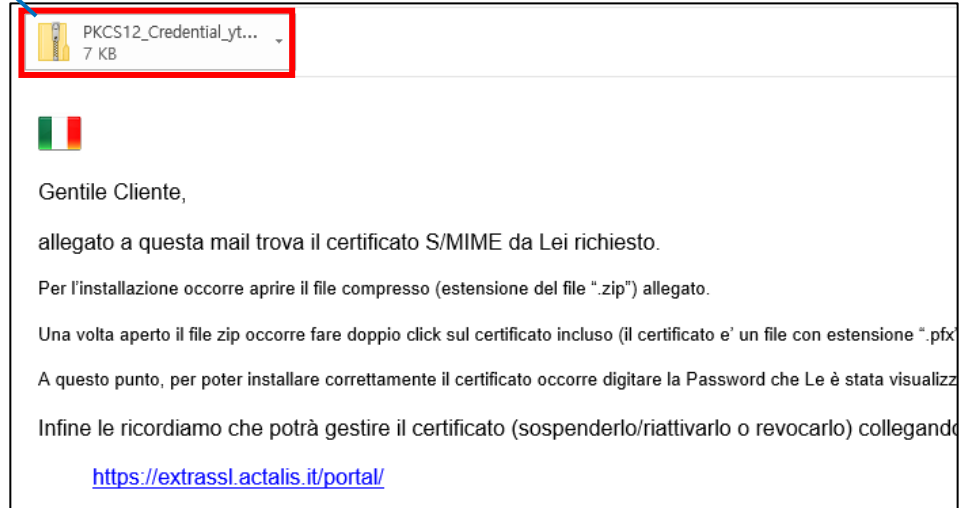 PKCS12_Credential_yt...
7 KB
Gentile Cliente,
allegato a questa mail trova il certificato S/MIME da Lei richiesto.
Per l'installazione occorre aprire il file compresso (estensione del file “.zip”) allegato.
Una volta aperto il file zip occorre fare doppio click sul certificato incluso (il certificato e’ un file con estensione “.pfx”
A questo punto, per poter installare correttamente il certificato occorre digitare la Password che Le è stata visualizz
Infine le ricordiamo che potrà gestire il certificato (sospenderlo/riattivarlo o revocarlo) collegando
https://extrassl.actalis.it/portal/